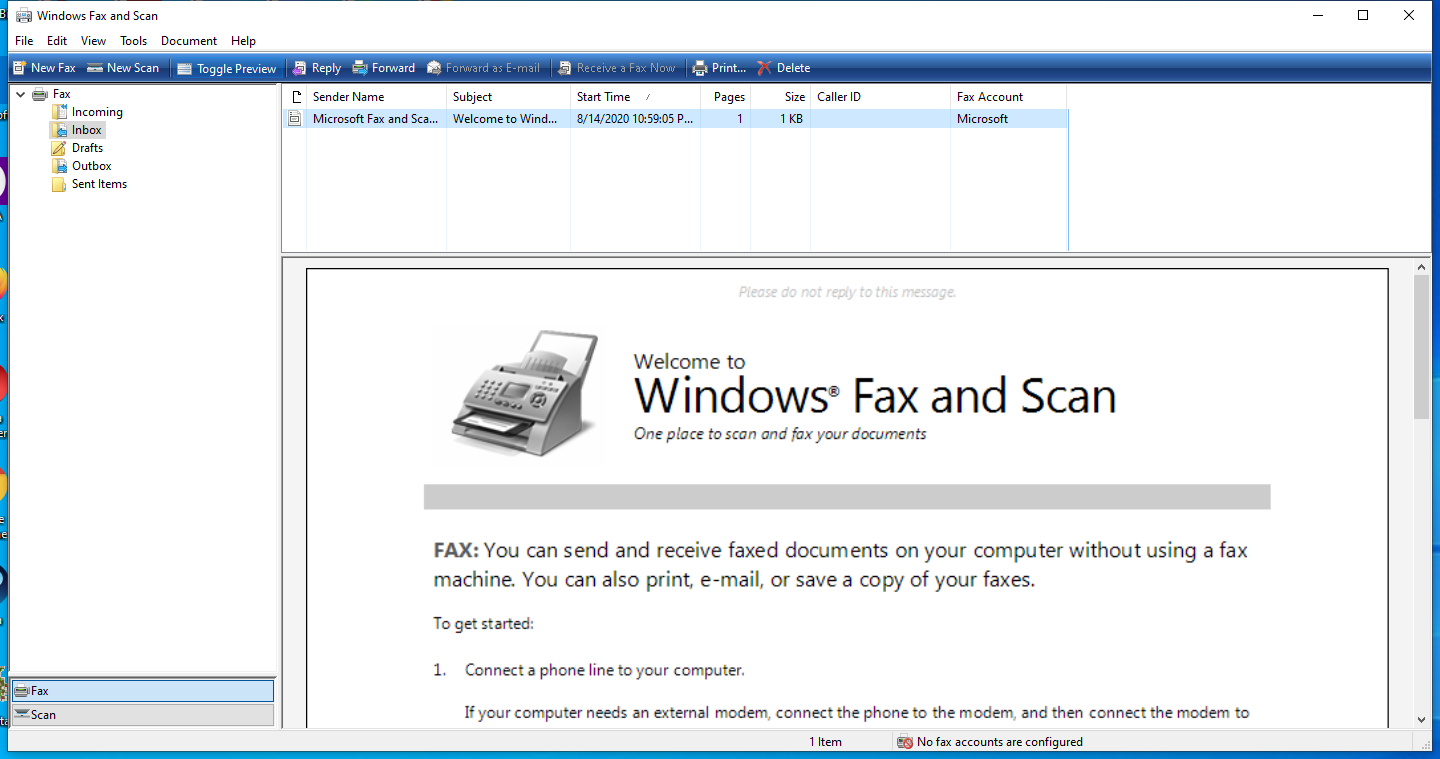 Windows Fax and Scan
File Edit View Tools Document Help
New Fax New Scan Toggle Preview Reply Forward Forward as E-mail Receive a Fax Now Print... Delete
Fax
Incoming
Inbox
Drafts
Outbox
Sent Items
Sender Name Subject Start Time Pages Size Caller ID Fax Account
Microsoft Fax and Sca... Welcome to Wind... 8/14/2020 10:59:05 P... 1 1 KB Microsoft
Please do not reply to this message.
Welcome to
Windows® Fax and Scan
One place to scan and fax your documents
FAX: You can send and receive faxed documents on your computer without using a fax
machine. You can also print, e-mail, or save a copy of your faxes.
To get started:
1. Connect a phone line to your computer.
If your computer needs an external modem, connect the phone to the modem, and then connect the modem to
Fax
Scan
1 Item No fax accounts are configured